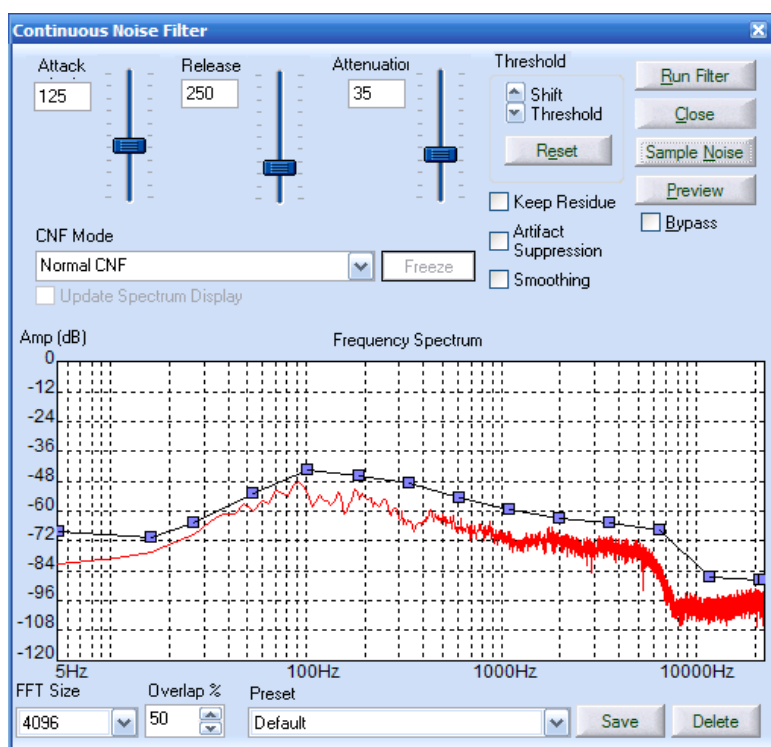 Continuous Noise Filter
Attack
125
Release
250
Attenuation
35
Threshold
Shift
Threshold
Reset
Run Filter
Close
Sample Noise
Preview
Bypass
Keep Residue
Artifact
Suppression
Smoothing
CNF Mode
Normal CNF
Freeze
Update Spectrum Display
Amp (dB)
Frequency Spectrum
0
-12
-24
-36
-48
-60
-72
-84
-96
-108
-120
5Hz
100Hz
1000Hz
10000Hz
FFT Size
4096
Overlap %
50
Preset
Default
Save
Delete